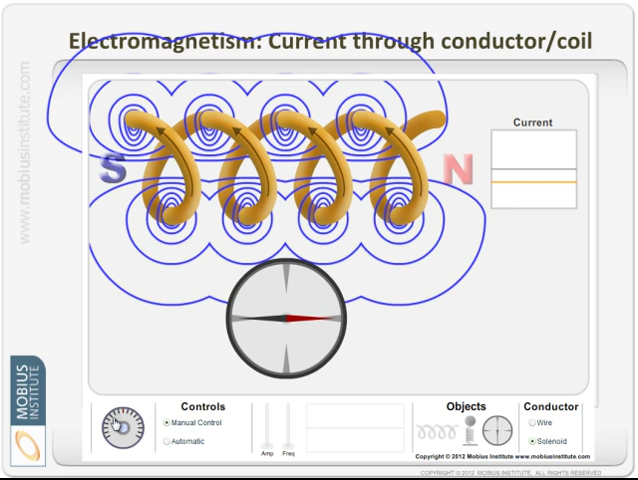 Electromagnetism: Current through conductor/coil
www.mobiusinstitute.com
Current
S
N
MOBIUS
INSTITUTE
Controls
Manual Control
Automatic
Amp
Freq
Objects
Conductor
Wire
Solenoid
Copyright © 2012 Mobius Institute www.mobiusinstitute.com
COPYRIGHT © 2012 MOBIUS INSTITUTE. ALL RIGHTS RESERVED